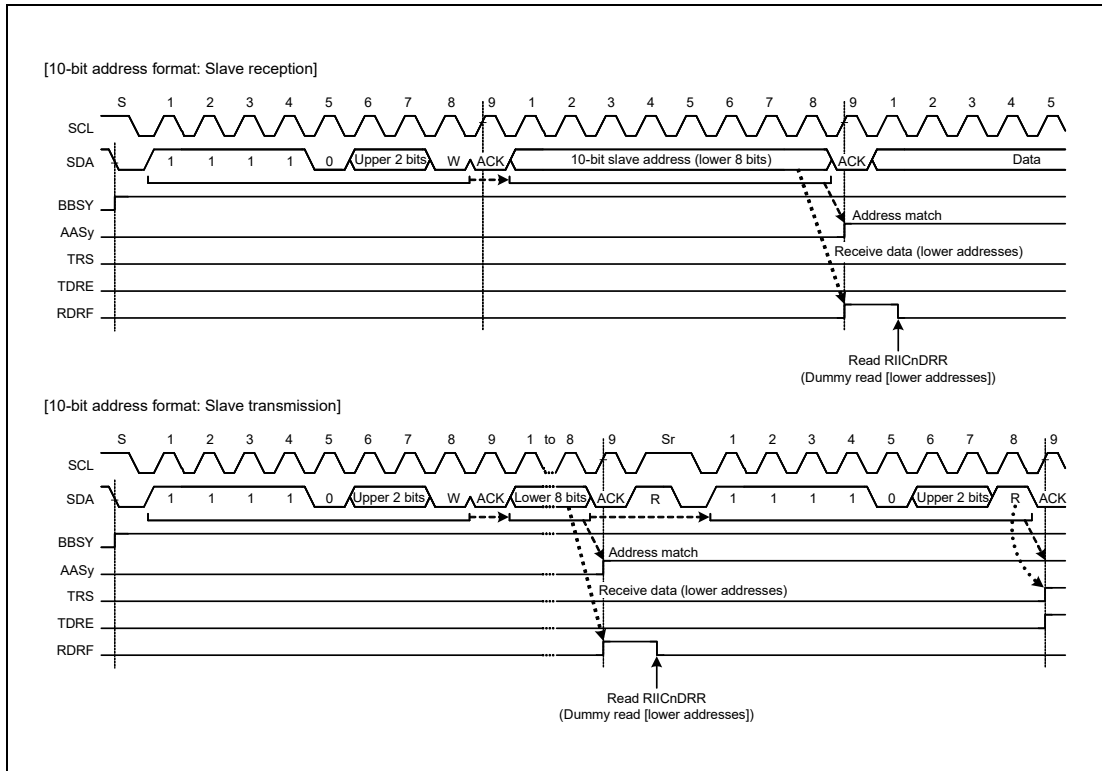 [10-bit address format: Slave reception]
S 1 2 3 4 5 6 7 8 9 1 2 3 4 5 6 7 8 9 1 2 3 4 5
SCL
SDA 1 1 1 1 0 Upper 2 bits W ACK 10-bit slave address (lower 8 bits) ACK Data
BBSY
Address match
AASy
TRS
Receive data (lower addresses)
TDRE
RDRF
Read RIICnDRR
(Dummy read [lower addresses])
[10-bit address format: Slave transmission]
S 1 2 3 4 5 6 7 8 9 1 to 8 9 Sr 1 2 3 4 5 6 7 8 9
SCL
SDA 1 1 1 1 0 Upper 2 bits W ACK Lower 8 bits ACK R 1 1 1 1 0 Upper 2 bits R ACK
BBSY
Address match
AASy
TRS
Receive data (lower addresses)
TDRE
RDRF
Read RIICnDRR
(Dummy read [lower addresses])